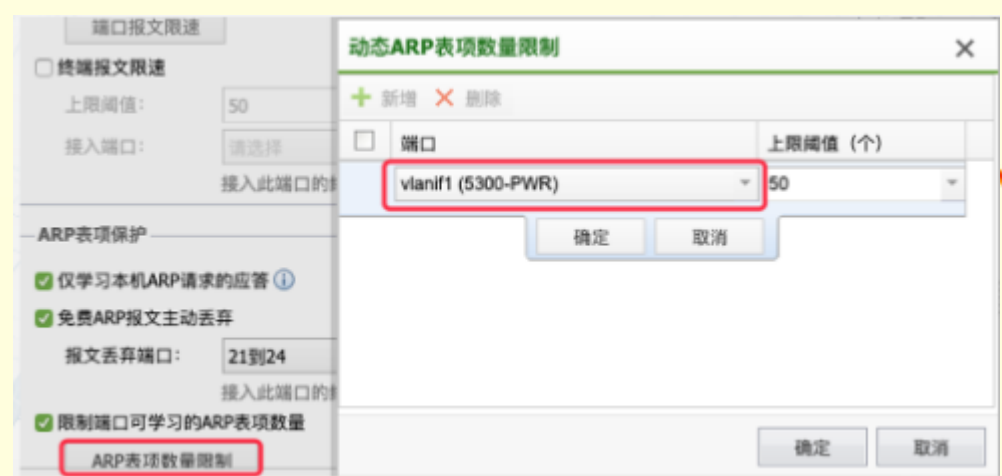 端口报文限速
终端报文限速
上限阈值：
50
接入端口：
请选择
接入此端口的
ARP表项保护
仅学习本机ARP请求的应答
免费ARP报文主动丢弃
报文丢弃端口：
21到24
接入此端口的
限制端口可学习的ARP表项数量
ARP表项数量限制
动态ARP表项数量限制
新增 删除
端口 上限阈值（个）
vlanif1 (5300-PWR) 50
确定 取消
确定 取消